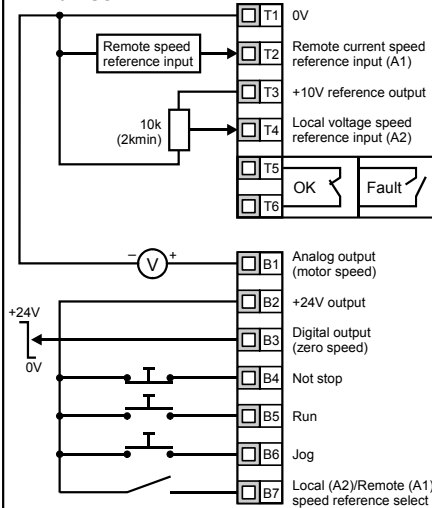 T1 0V
Remote speed
reference input
T2 Remote current speed
reference input (A1)
T3 +10V reference output
10k
(2kmin)
T4 Local voltage speed
reference input (A2)
T5
OK
Fault
T6
– V +
B1 Analog output
(motor speed)
B2 +24V output
+24V
0V
B3 Digital output
(zero speed)
B4 Not stop
B5 Run
B6 Jog
B7 Local (A2)/Remote (A1)
speed reference select